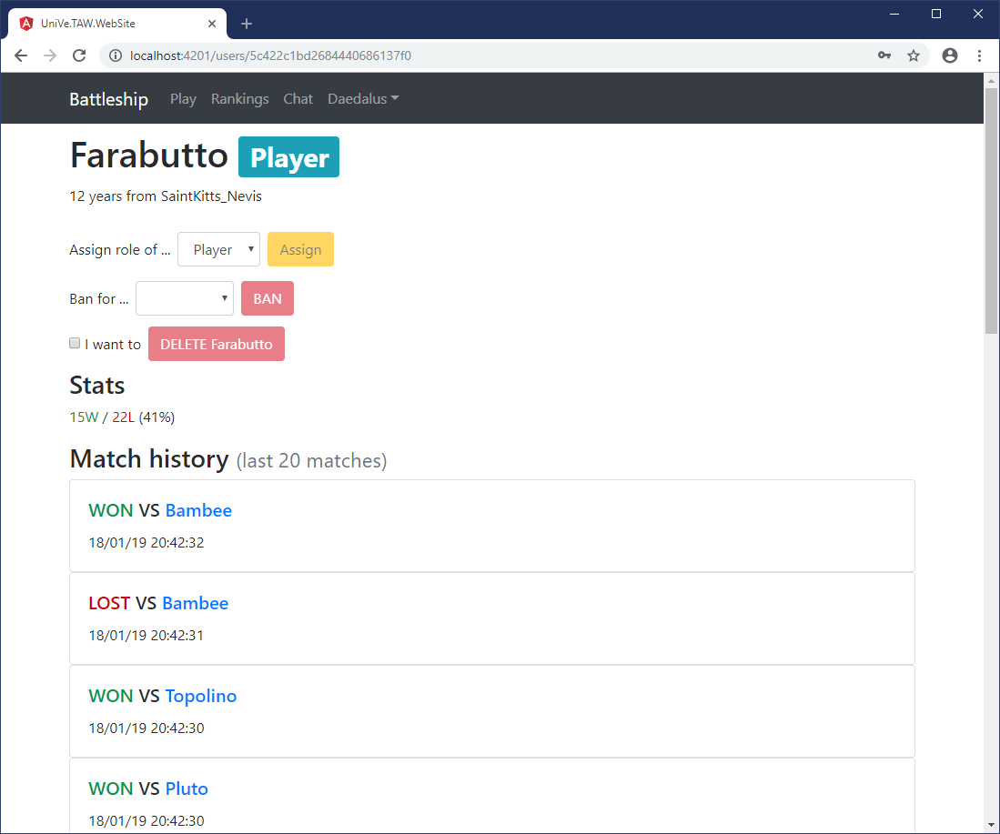 UniVe.TAW.WebSite
localhost:4201/users/5c422c1bd2684440686137f0
Battleship Play Rankings Chat Daedalus
Farabutto Player
12 years from SaintKitts_Nevis
Assign role of ... Player Assign
Ban for ... BAN
I want to DELETE Farabutto
Stats
15W / 22L (41%)
Match history (last 20 matches)
WON VS Bambee
18/01/19 20:42:32
LOST VS Bambee
18/01/19 20:42:31
WON VS Topolino
18/01/19 20:42:30
WON VS Pluto
18/01/19 20:42:30